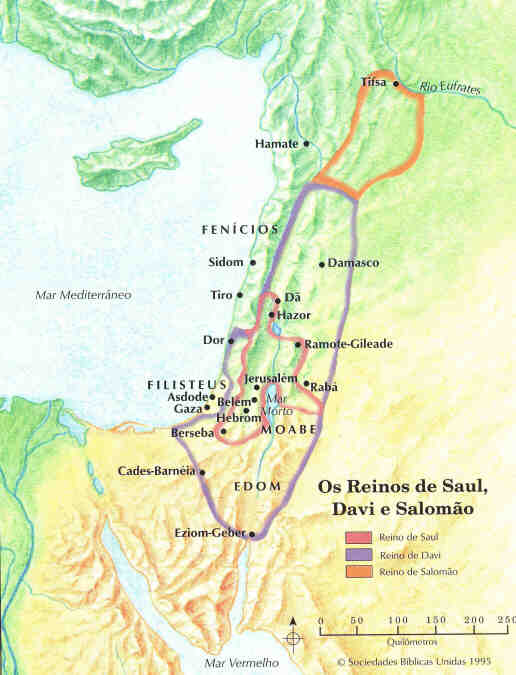 Tifsa
Rio Eufrates
Hamate
FENÍCIOS
Sidom
Damasco
Mar Mediterrâneo
Tiro
Dã
Hazor
Dor
Ramote-Gileade
Jerusalém
FILISTEUS
Rabá
Asdode
Belem
Mar
Morto
Gaza
Hebrom
Berseba
MOABE
Cades-Barnéia
EDOM
Os Reinos de Saul,
Davi e Salomão
Eziom-Geber
Reino de Saul
Reino de Davi
Reino de Salomão
0 50 100 150 200 250
Quilômetros
Mar Vermelho
© Sociedades Bíblicas Unidas 1995